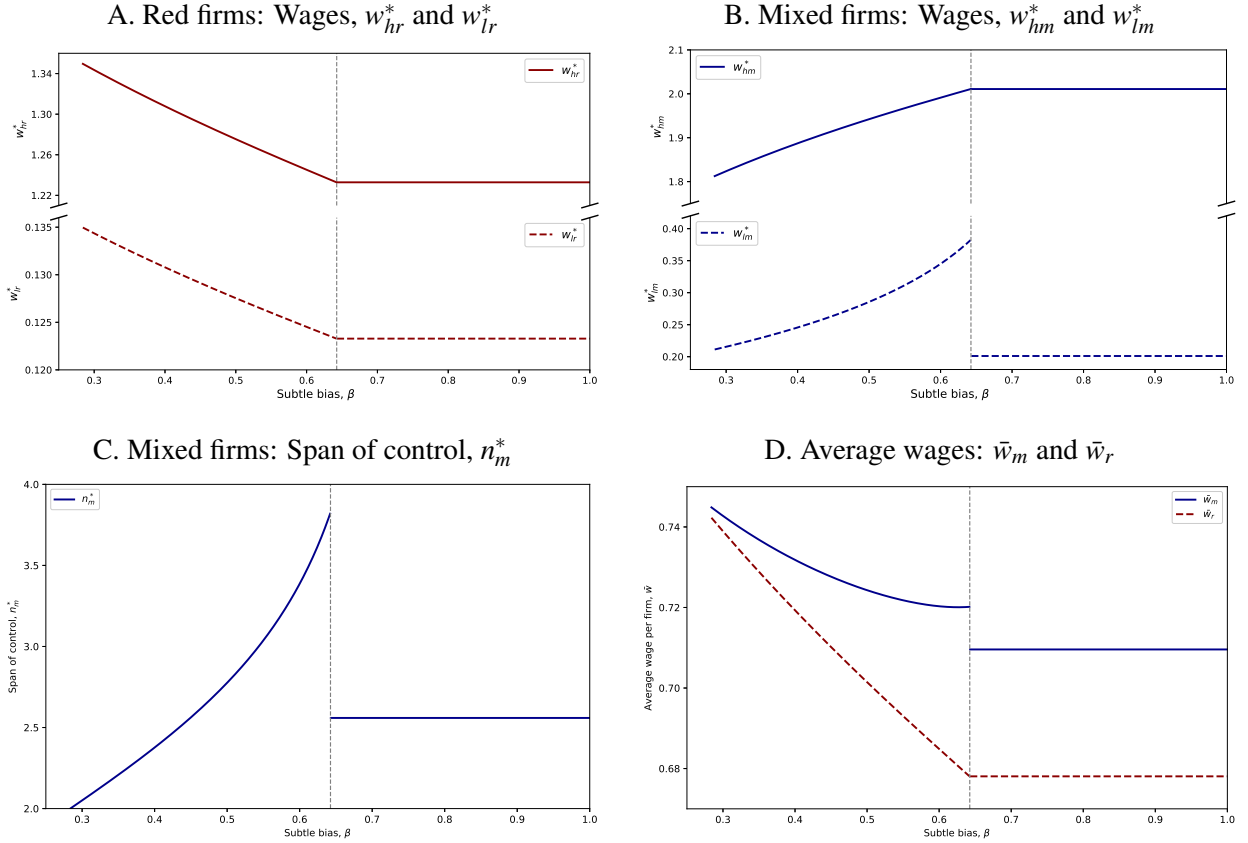 A. Red firms: Wages, w*hr and w*lr
w*hr
1.34
1.30
1.26
1.22
w*hr
w*lr
0.135
0.130
0.125
0.120
w*lr
0.3 0.4 0.5 0.6 0.7 0.8 0.9 1.0
Subtle bias, β
B. Mixed firms: Wages, w*hm and w*lm
w*hm
2.1
2.0
1.9
1.8
w*hm
w*lm
0.40
0.35
0.30
0.25
0.20
w*lm
0.3 0.4 0.5 0.6 0.7 0.8 0.9 1.0
Subtle bias, β
C. Mixed firms: Span of control, n*m
n*m
4.0
3.5
3.0
2.5
2.0
Span of control, n*m
0.3 0.4 0.5 0.6 0.7 0.8 0.9 1.0
Subtle bias, β
D. Average wages: w̄m and w̄r
w̄m
w̄r
0.74
0.72
0.70
0.68
Average wage per firm, w̄
0.3 0.4 0.5 0.6 0.7 0.8 0.9 1.0
Subtle bias, β